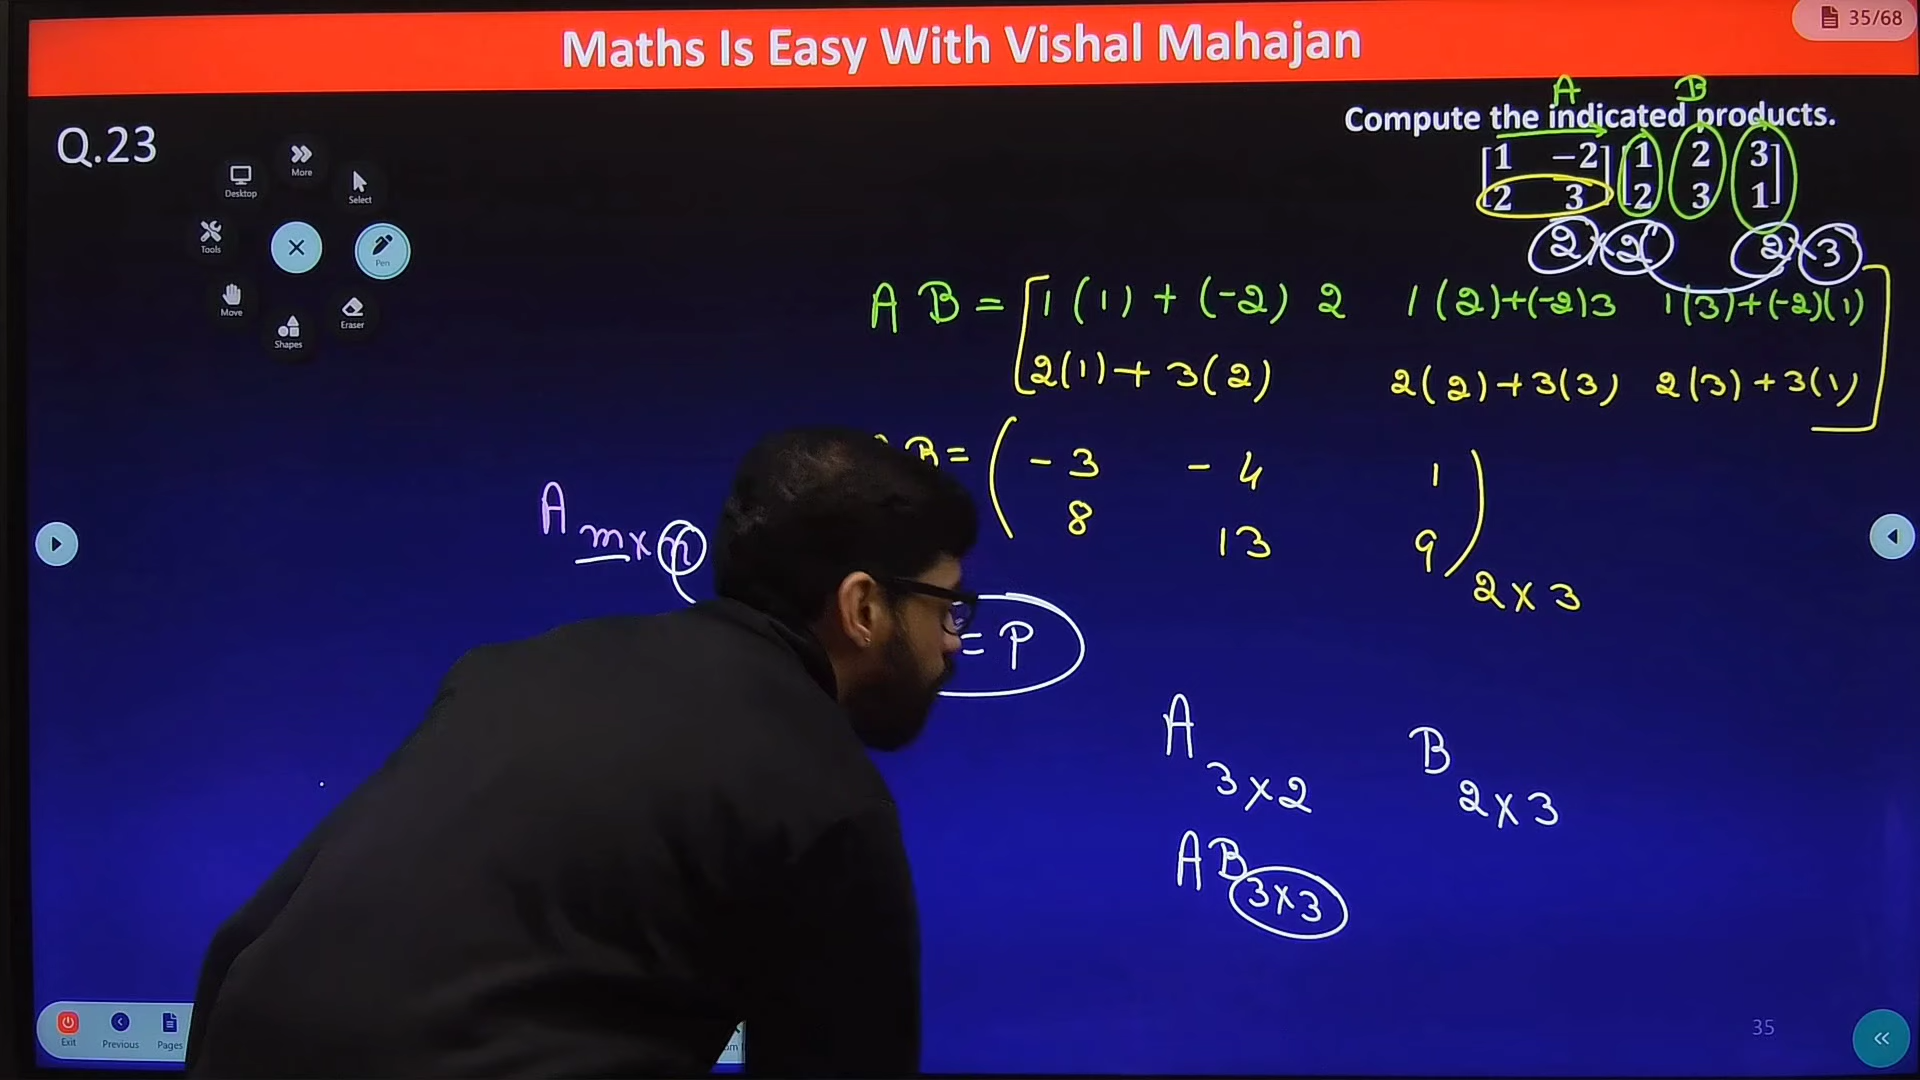 35/68
Maths Is Easy With Vishal Mahajan
Q.23
Compute the indicated products.
A B
[1 -2] [1 2 3]
[2 3] [2 3 1]
2×2 2×3
More
Desktop
Select
Tools
Pen
Move
Eraser
Shapes
A B = [1(1)+(-2)2 1(2)+(-2)3 1(3)+(-2)(1)
2(1)+3(2) 2(2)+3(3) 2(3)+3(1)]
B = (-3 -4 1
8 13 9) 2×3
A m×n
= P
A 3×2 B 2×3
AB 3×3
35
Exit
Previous
Pages